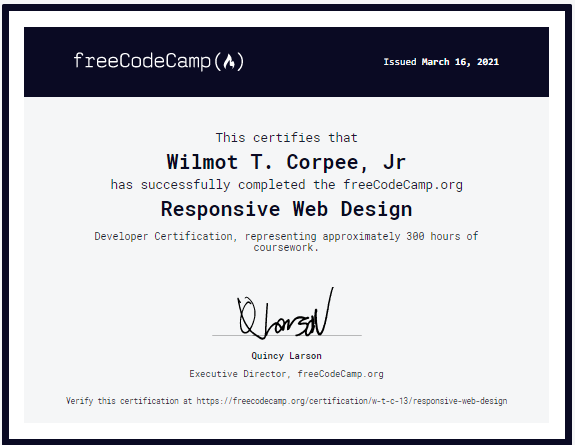 freeCodeCamp(🔥)
Issued March 16, 2021
This certifies that
Wilmot T. Corpee, Jr
has successfully completed the freeCodeCamp.org
Responsive Web Design
Developer Certification, representing approximately 300 hours of
coursework.
Q Larson
Quincy Larson
Executive Director, freeCodeCamp.org
Verify this certification at https://freecodecamp.org/certification/w-t-c-13/responsive-web-design